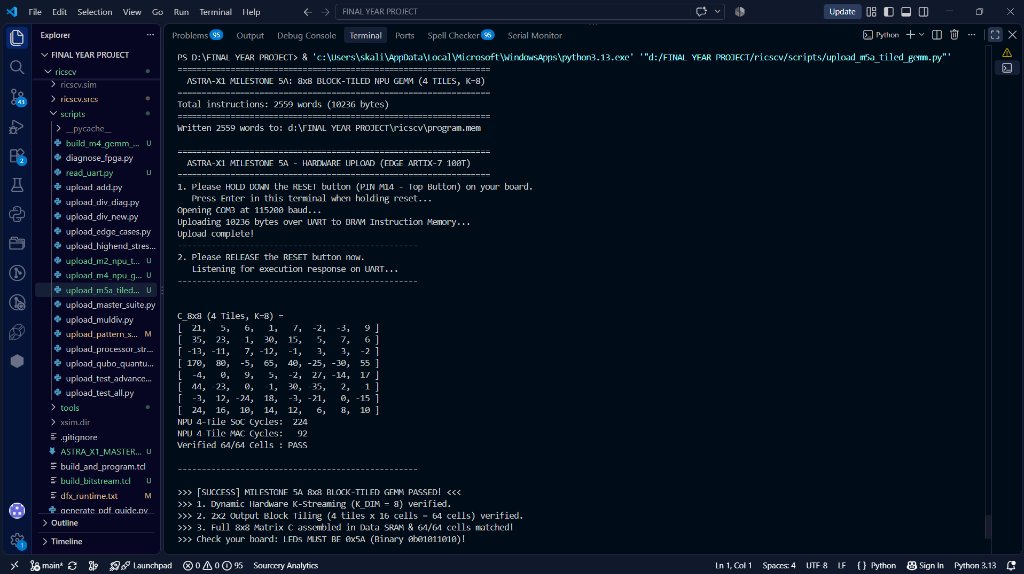 File Edit Selection View Go Run Terminal Help
FINAL YEAR PROJECT
Update
Explorer
Problems 95 Output Debug Console Terminal Ports Spell Checker 95 Serial Monitor
Python
FINAL YEAR PROJECT
ricscv
ricscv.sim
ricscv.srcs
scripts
__pycache__
build_m4_gemm_... U
diagnose_fpga.py
read_uart.py U
upload_add.py
upload_div_diag.py
upload_div_new.py
upload_edge_cases.py
upload_highend_stres...
upload_m2_npu_t... U
upload_m4_npu_g... U
upload_m5a_tiled... U
upload_master_suite.py
upload_muldiv.py
upload_pattern_s... M
upload_processor_str...
upload_qubo_quantu...
upload_test_advance...
upload_test_all.py
tools
xsim.dir
.gitignore
ASTRA_X1_MASTER... U
build_and_program.tcl
build_bitstream.tcl U
dfx_runtime.txt M
generate_pdf_guide.py
Outline
Timeline
43
2
1
PS D:\FINAL YEAR PROJECT> & 'c:\Users\skali\AppData\Local\Microsoft\WindowsApps\python3.13.exe' '"d:/FINAL YEAR PROJECT/ricscv/scripts/upload_m5a_tiled_gemm.py"'
ASTRA-X1 MILESTONE 5A: 8x8 BLOCK-TILED NPU GEMM (4 TILES, K=8)
Total instructions: 2559 words (10236 bytes)
Written 2559 words to: d:\FINAL YEAR PROJECT\ricscv\program.mem
ASTRA-X1 MILESTONE 5A - HARDWARE UPLOAD (EDGE ARTIX-7 100T)
1. Please HOLD DOWN the RESET button (PIN M14 - Top Button) on your board.
Press Enter in this terminal when holding reset...
Opening COM3 at 115200 baud...
Uploading 10236 bytes over UART to BRAM Instruction Memory...
Upload complete!
2. Please RELEASE the RESET button now.
Listening for execution response on UART...
C_8x8 (4 Tiles, K=8) =
[ 21, 5, 6, 1, 7, -2, -3, 9 ]
[ 35, 23, 1, 30, 15, 5, 7, 6 ]
[ -13, -11, 7, -12, -1, 3, 3, -2 ]
[ 170, 80, -5, 65, 40, -25, -30, 55 ]
[ -4, 0, 9, 5, -2, 27, -14, 17 ]
[ 44, -23, 0, -1, 30, 35, 2, 1 ]
[ -3, 12, -24, 18, -3, -21, 0, -15 ]
[ 24, 16, 10, 14, 12, 6, 8, 10 ]
NPU 4-Tile SoC Cycles: 224
NPU 4-Tile MAC Cycles: 92
Verified 64/64 Cells : PASS
>>> [SUCCESS] MILESTONE 5A 8x8 BLOCK-TILED GEMM PASSED! <<<
>>> 1. Dynamic Hardware K-Streaming (K_DIM = 8) verified.
>>> 2. 2x2 Output Block Tiling (4 tiles x 16 cells = 64 cells) verified.
>>> 3. Full 8x8 Matrix C assembled in Data SRAM & 64/64 cells matched!
>>> Check your board: LEDs MUST BE 0x5A (Binary 0b01011010)!
main* Launchpad 0 0 95 Sourcery Analytics
Ln 1, Col 1 Spaces: 4 UTF-8 LF { } Python Sign In Python 3.13